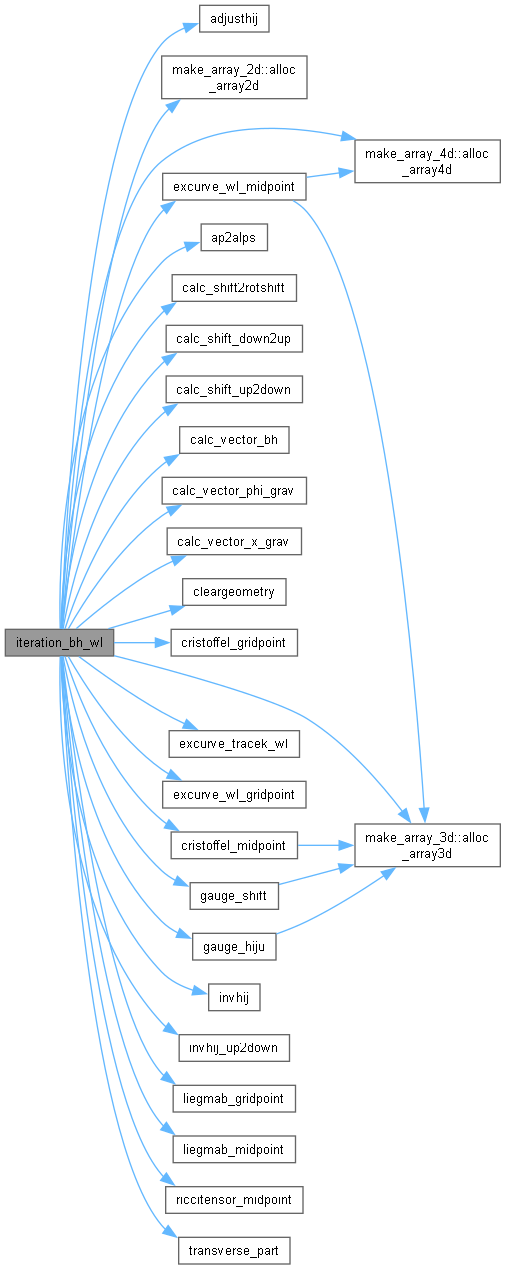 adjusthij
make_array_2d::alloc
_array2d
make_array_4d::alloc
_array4d
excurve_wl_midpoint
ap2alps
calc_shift2rotshift
calc_shift_down2up
calc_shift_up2down
calc_vector_bh
calc_vector_phi_grav
calc_vector_x_grav
cleargeometry
iteration_bh_wl
cristoffel_gridpoint
excurve_tracek_wl
excurve_wl_gridpoint
make_array_3d::alloc
_array3d
cristoffel_midpoint
gauge_shift
gauge_hiju
invhij
invhij_up2down
liegmab_gridpoint
liegmab_midpoint
riccitensor_midpoint
transverse_part